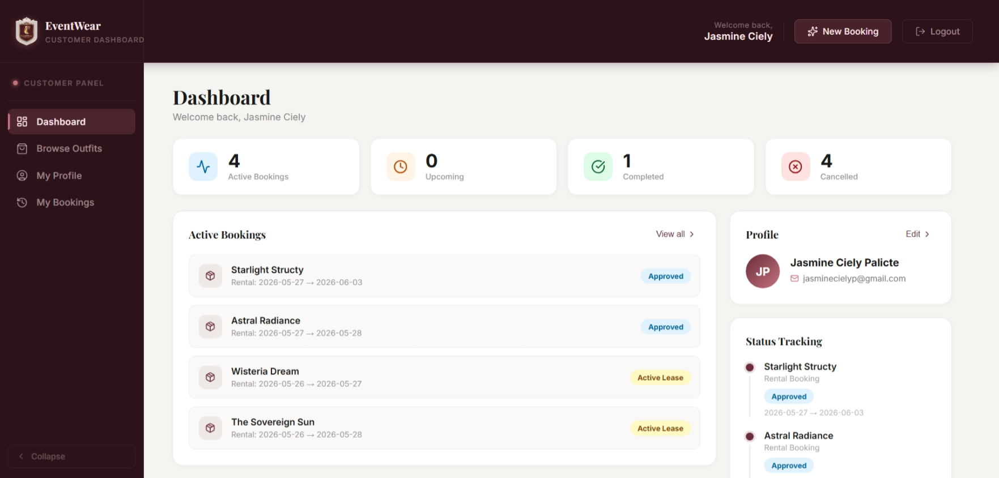 EventWear
CUSTOMER DASHBOARD
Welcome back,
Jasmine Ciely
New Booking
Logout
CUSTOMER PANEL
Dashboard
Browse Outfits
My Profile
My Bookings
Collapse
Dashboard
Welcome back, Jasmine Ciely
4
Active Bookings
0
Upcoming
1
Completed
4
Cancelled
Active Bookings
View all
Starlight Structy
Rental: 2026-05-27 → 2026-06-03
Approved
Astral Radiance
Rental: 2026-05-27 → 2026-05-28
Approved
Wisteria Dream
Rental: 2026-05-26 → 2026-05-27
Active Lease
The Sovereign Sun
Rental: 2026-05-26 → 2026-05-28
Active Lease
Profile
Edit
JP
Jasmine Ciely Palicte
jasminecielyp@gmail.com
Status Tracking
Starlight Structy
Rental Booking
Approved
2026-05-27 → 2026-06-03
Astral Radiance
Rental Booking
Approved